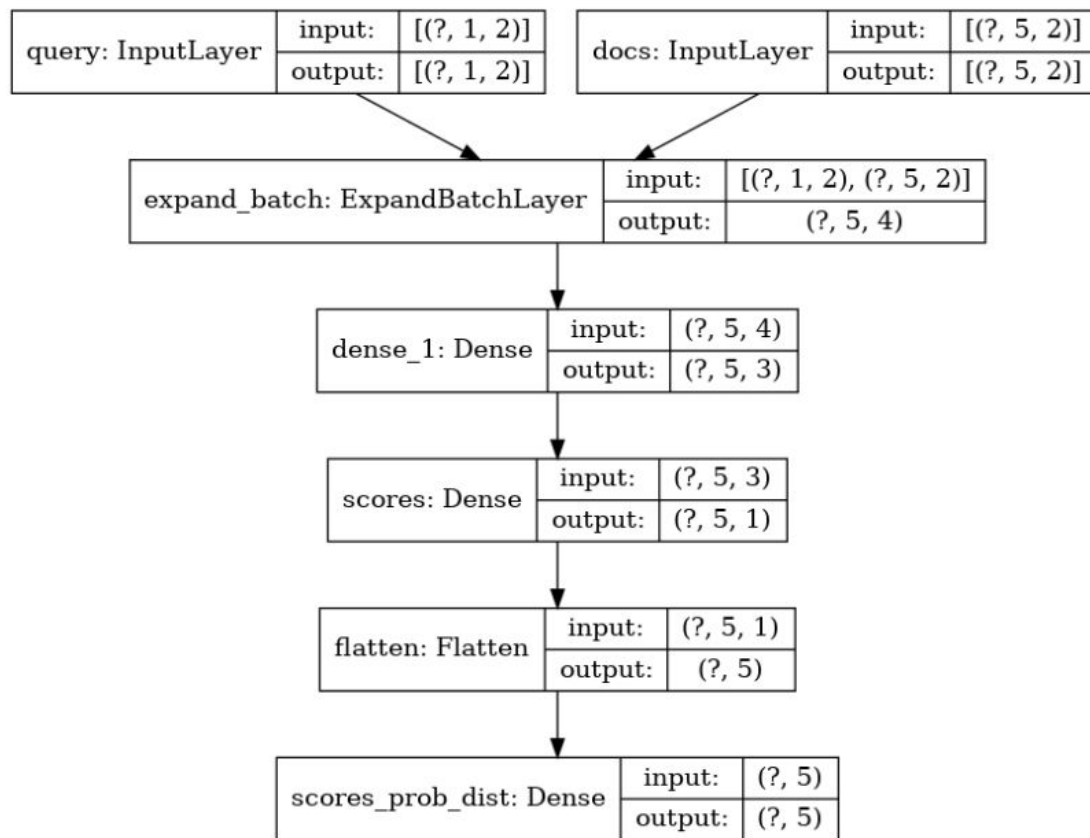 query: InputLayer
input:
[(?, 1, 2)]
output:
[(?, 1, 2)]
docs: InputLayer
input:
[(?, 5, 2)]
output:
[(?, 5, 2)]
expand_batch: ExpandBatchLayer
input:
[(?, 1, 2), (?, 5, 2)]
output:
(?, 5, 4)
dense_1: Dense
input:
(?, 5, 4)
output:
(?, 5, 3)
scores: Dense
input:
(?, 5, 3)
output:
(?, 5, 1)
flatten: Flatten
input:
(?, 5, 1)
output:
(?, 5)
scores_prob_dist: Dense
input:
(?, 5)
output:
(?, 5)